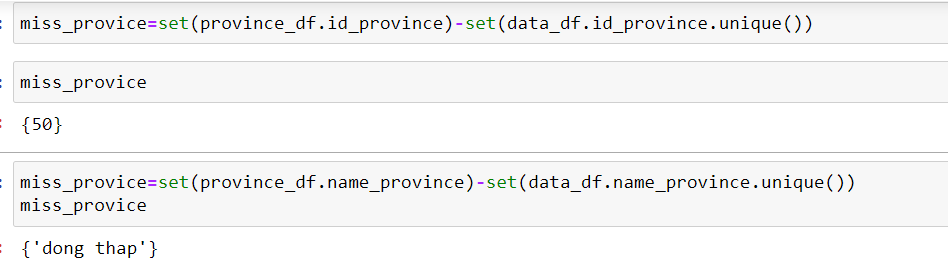 miss_provice=set(province_df.id_province)-set(data_df.id_province.unique())
miss_provice
{50}
miss_provice=set(province_df.name_province)-set(data_df.name_province.unique())
miss_provice
{'dong thap'}